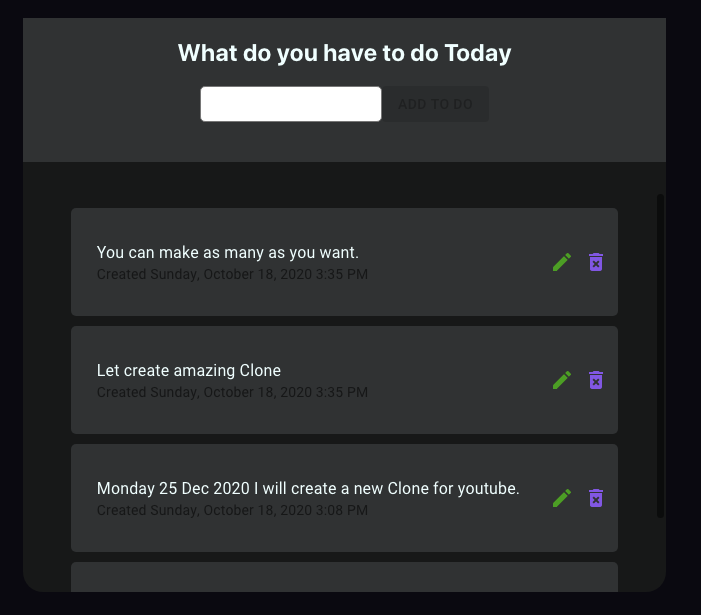 What do you have to do Today
ADD TO DO
You can make as many as you want.
Created Sunday, October 18, 2020 3:35 PM
Let create amazing Clone
Created Sunday, October 18, 2020 3:35 PM
Monday 25 Dec 2020 I will create a new Clone for youtube.
Created Sunday, October 18, 2020 3:08 PM